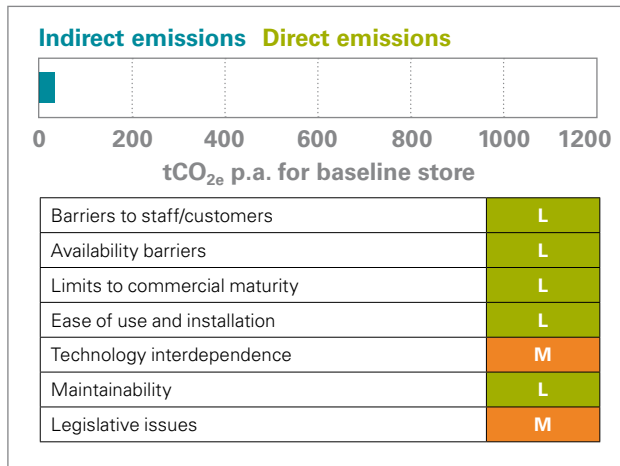 Indirect emissions Direct emissions
0 200 400 600 800 1000 1200
tCO2e p.a. for baseline store
Barriers to staff/customers L
Availability barriers L
Limits to commercial maturity L
Ease of use and installation L
Technology interdependence M
Maintainability L
Legislative issues M